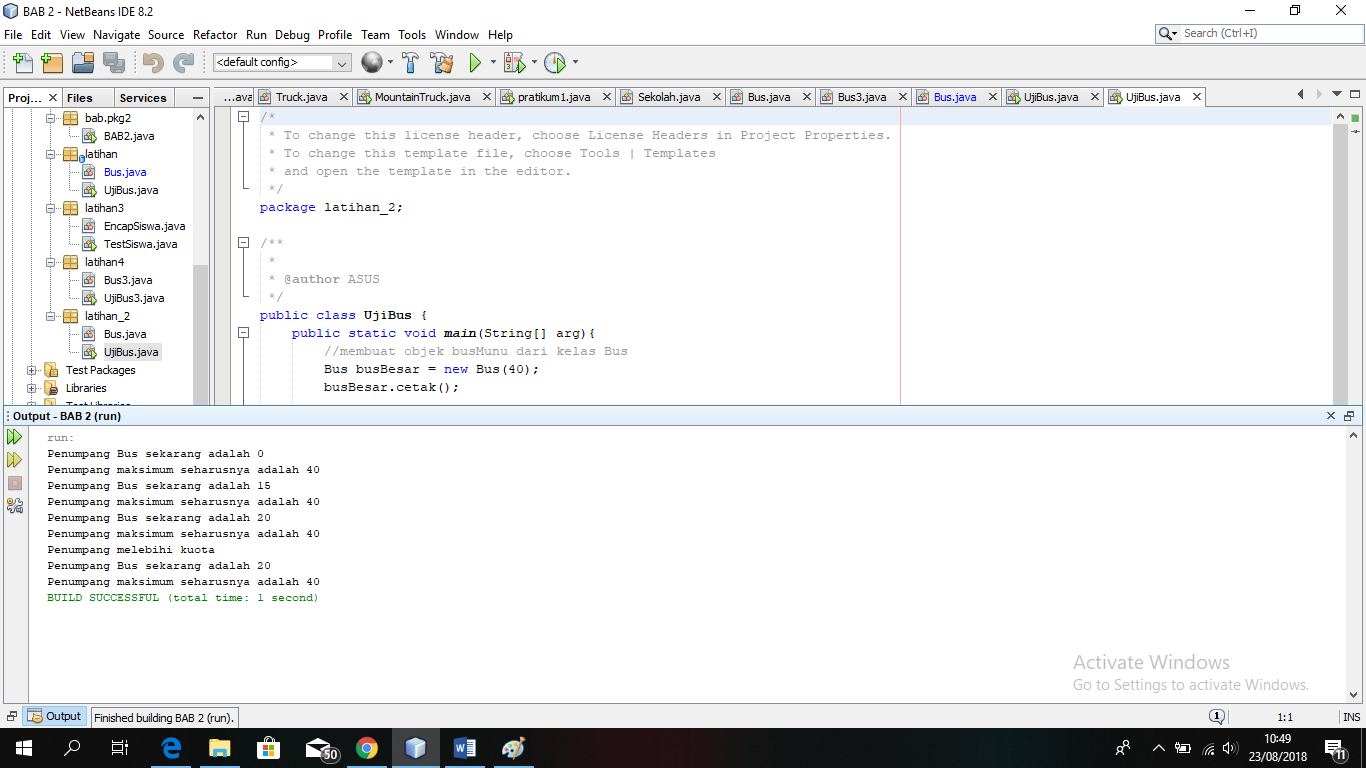 BAB 2 - NetBeans IDE 8.2
File Edit View Navigate Source Refactor Run Debug Profile Team Tools Window Help
Search (Ctrl+I)
<default config>
Proj... Files Services
...ava Truck.java MountainTruck.java pratikum1.java Sekolah.java Bus.java Bus3.java Bus.java UjiBus.java UjiBus.java
bab.pkg2
BAB2.java
latihan
Bus.java
UjiBus.java
latihan3
EncapSiswa.java
TestSiswa.java
latihan4
Bus3.java
UjiBus3.java
latihan_2
Bus.java
UjiBus.java
Test Packages
Libraries
/*
* To change this license header, choose License Headers in Project Properties.
* To change this template file, choose Tools | Templates
* and open the template in the editor.
*/
package latihan_2;
/**
*
* @author ASUS
*/
public class UjiBus {
public static void main(String[] arg){
//membuat objek busMunu dari kelas Bus
Bus busBesar = new Bus(40);
busBesar.cetak();
Output - BAB 2 (run)
run:
Penumpang Bus sekarang adalah 0
Penumpang maksimum seharusnya adalah 40
Penumpang Bus sekarang adalah 15
Penumpang maksimum seharusnya adalah 40
Penumpang Bus sekarang adalah 20
Penumpang maksimum seharusnya adalah 40
Penumpang melebihi kuota
Penumpang Bus sekarang adalah 20
Penumpang maksimum seharusnya adalah 40
BUILD SUCCESSFUL (total time: 1 second)
Activate Windows
Go to Settings to activate Windows.
Output
Finished building BAB 2 (run).
1
1:1
INS
50
10:49
23/08/2018
11